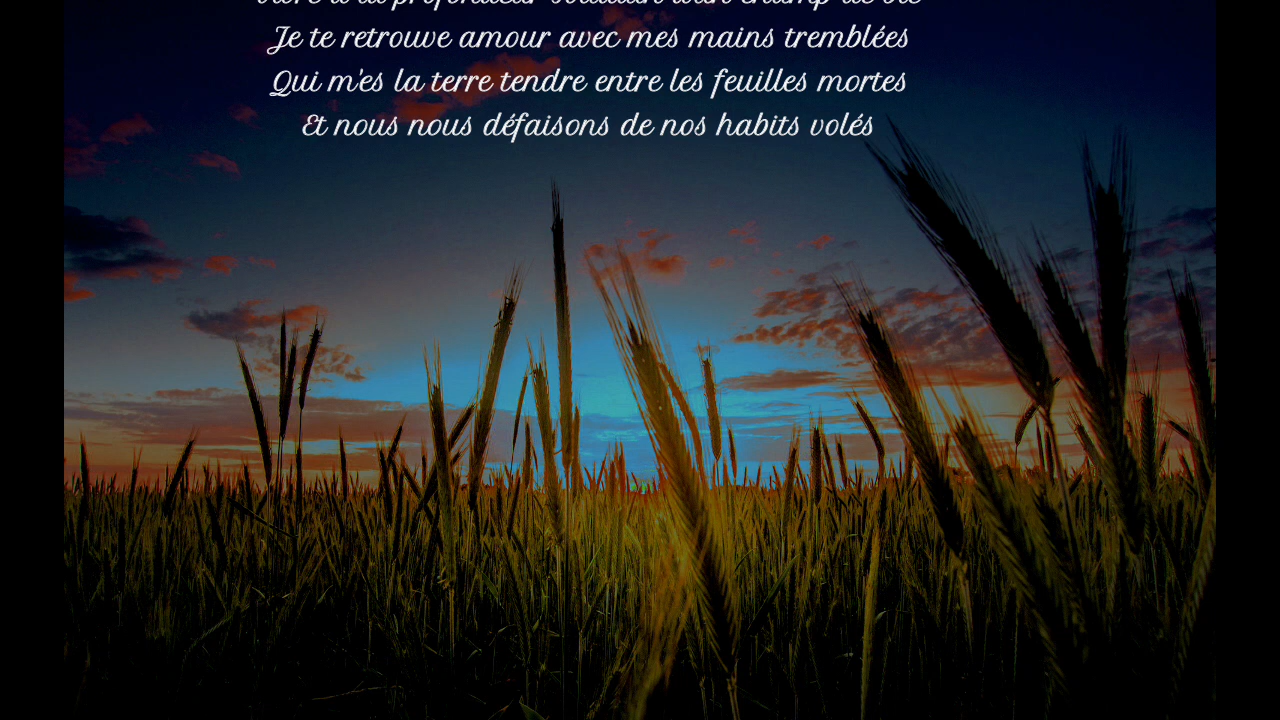 Je te retrouve amour avec mes mains tremblées
Qui m'es la terre tendre entre les feuilles mortes
Et nous nous défaisons de nos habits volés